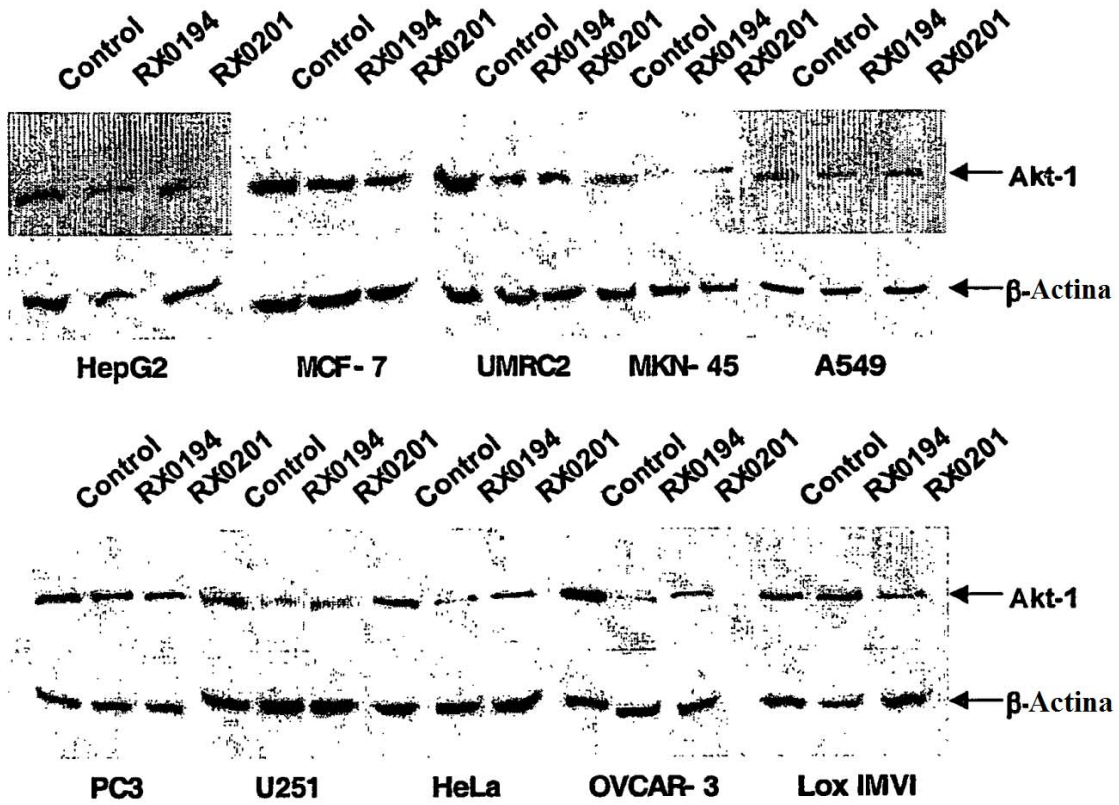 Control RX0194 RX0201 Control RX0194 RX0201 Control RX0194 RX0201 Control RX0194 RX0201 Control RX0194 RX0201
Akt-1
β-Actina
HepG2 MCF-7 UMRC2 MKN-45 A549
Control RX0194 RX0201 Control RX0194 RX0201 Control RX0194 RX0201 Control RX0194 RX0201 Control RX0194 RX0201
Akt-1
β-Actina
PC3 U251 HeLa OVCAR-3 Lox IMVI